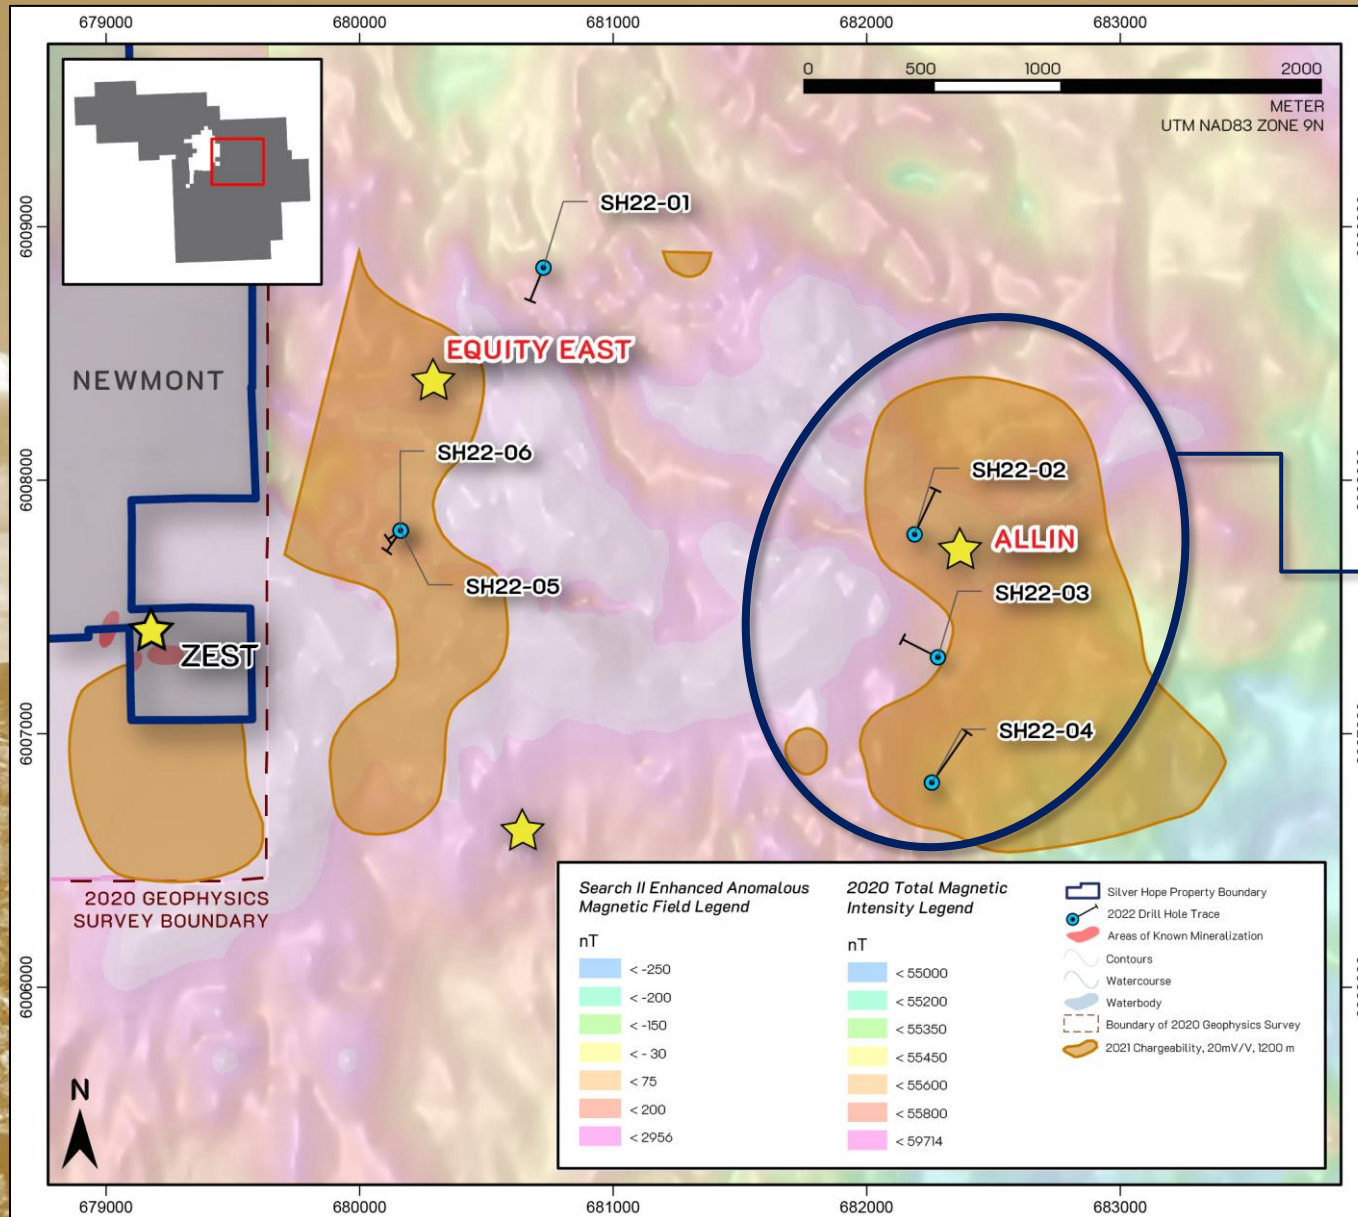 679000
680000
681000
682000
683000
0
500
1000
2000
METER
UTM NAD83 ZONE 9N
6009000
SH22-01
EQUITY EAST
NEWMONT
SH22-06
SH22-02
6008000
ALLIN
SH22-05
SH22-03
ZEST
SH22-04
6007000
2020 GEOPHYSICS
SURVEY BOUNDARY
6006000
N
Search II Enhanced Anomalous
Magnetic Field Legend
nT
< -250
< -200
< -150
< - 30
< 75
< 200
< 2956
2020 Total Magnetic
Intensity Legend
nT
< 55000
< 55200
< 55350
< 55450
< 55600
< 55800
< 59714
Silver Hope Property Boundary
2022 Drill Hole Trace
Areas of Known Mineralization
Contours
Watercourse
Waterbody
Boundary of 2020 Geophysics Survey
2021 Chargeability, 20mV/V, 1200 m
679000
680000
681000
682000
683000